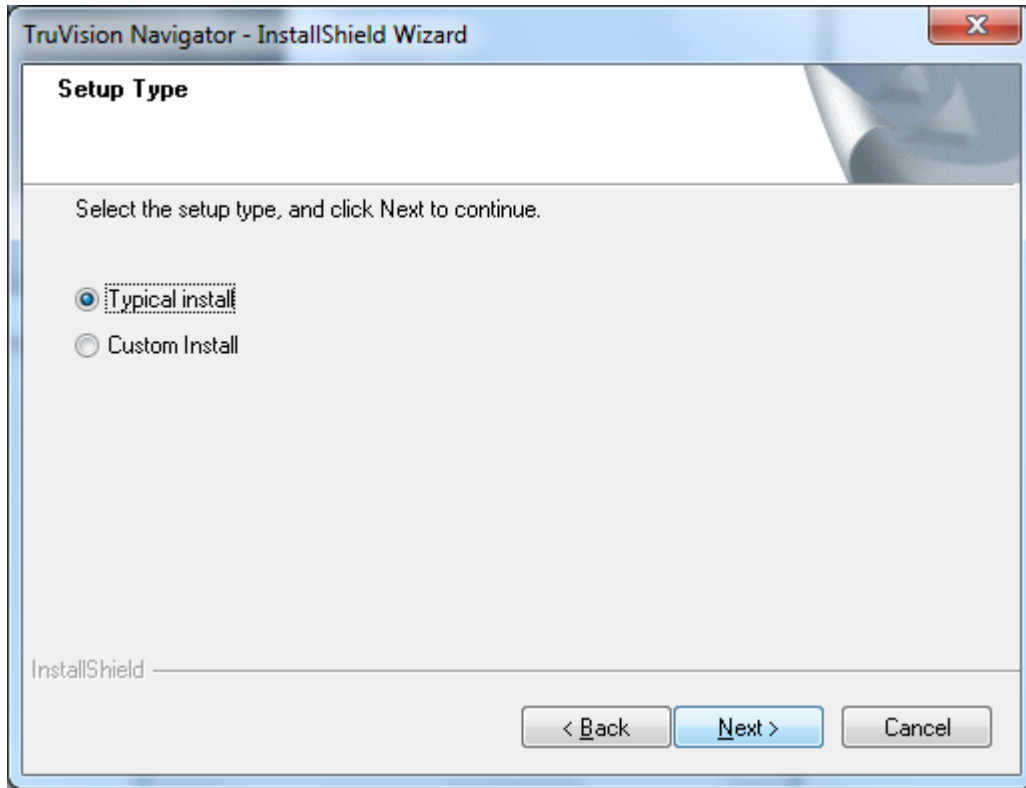 TruVision Navigator - InstallShield Wizard
Setup Type
Select the setup type, and click Next to continue.
Typical install
Custom Install
InstallShield
< Back Next > Cancel